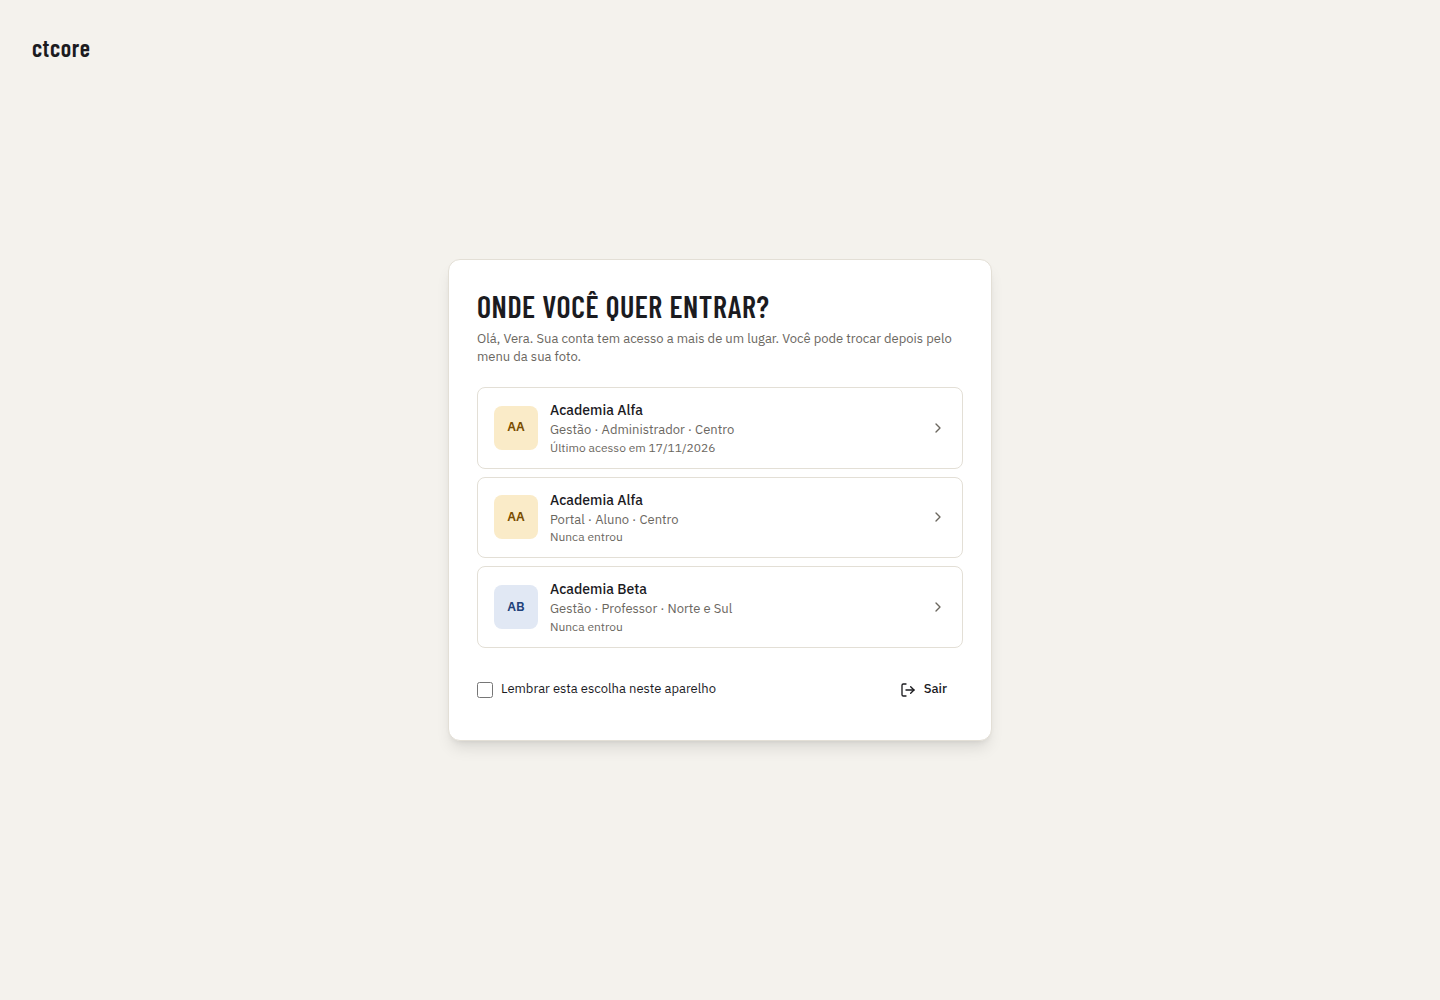 ctcore
ONDE VOCÊ QUER ENTRAR?
Olá, Vera. Sua conta tem acesso a mais de um lugar. Você pode trocar depois pelo
menu da sua foto.
AA
Academia Alfa
Gestão · Administrador · Centro
Último acesso em 17/11/2026
AA
Academia Alfa
Portal · Aluno · Centro
Nunca entrou
AB
Academia Beta
Gestão · Professor · Norte e Sul
Nunca entrou
Lembrar esta escolha neste aparelho
Sair